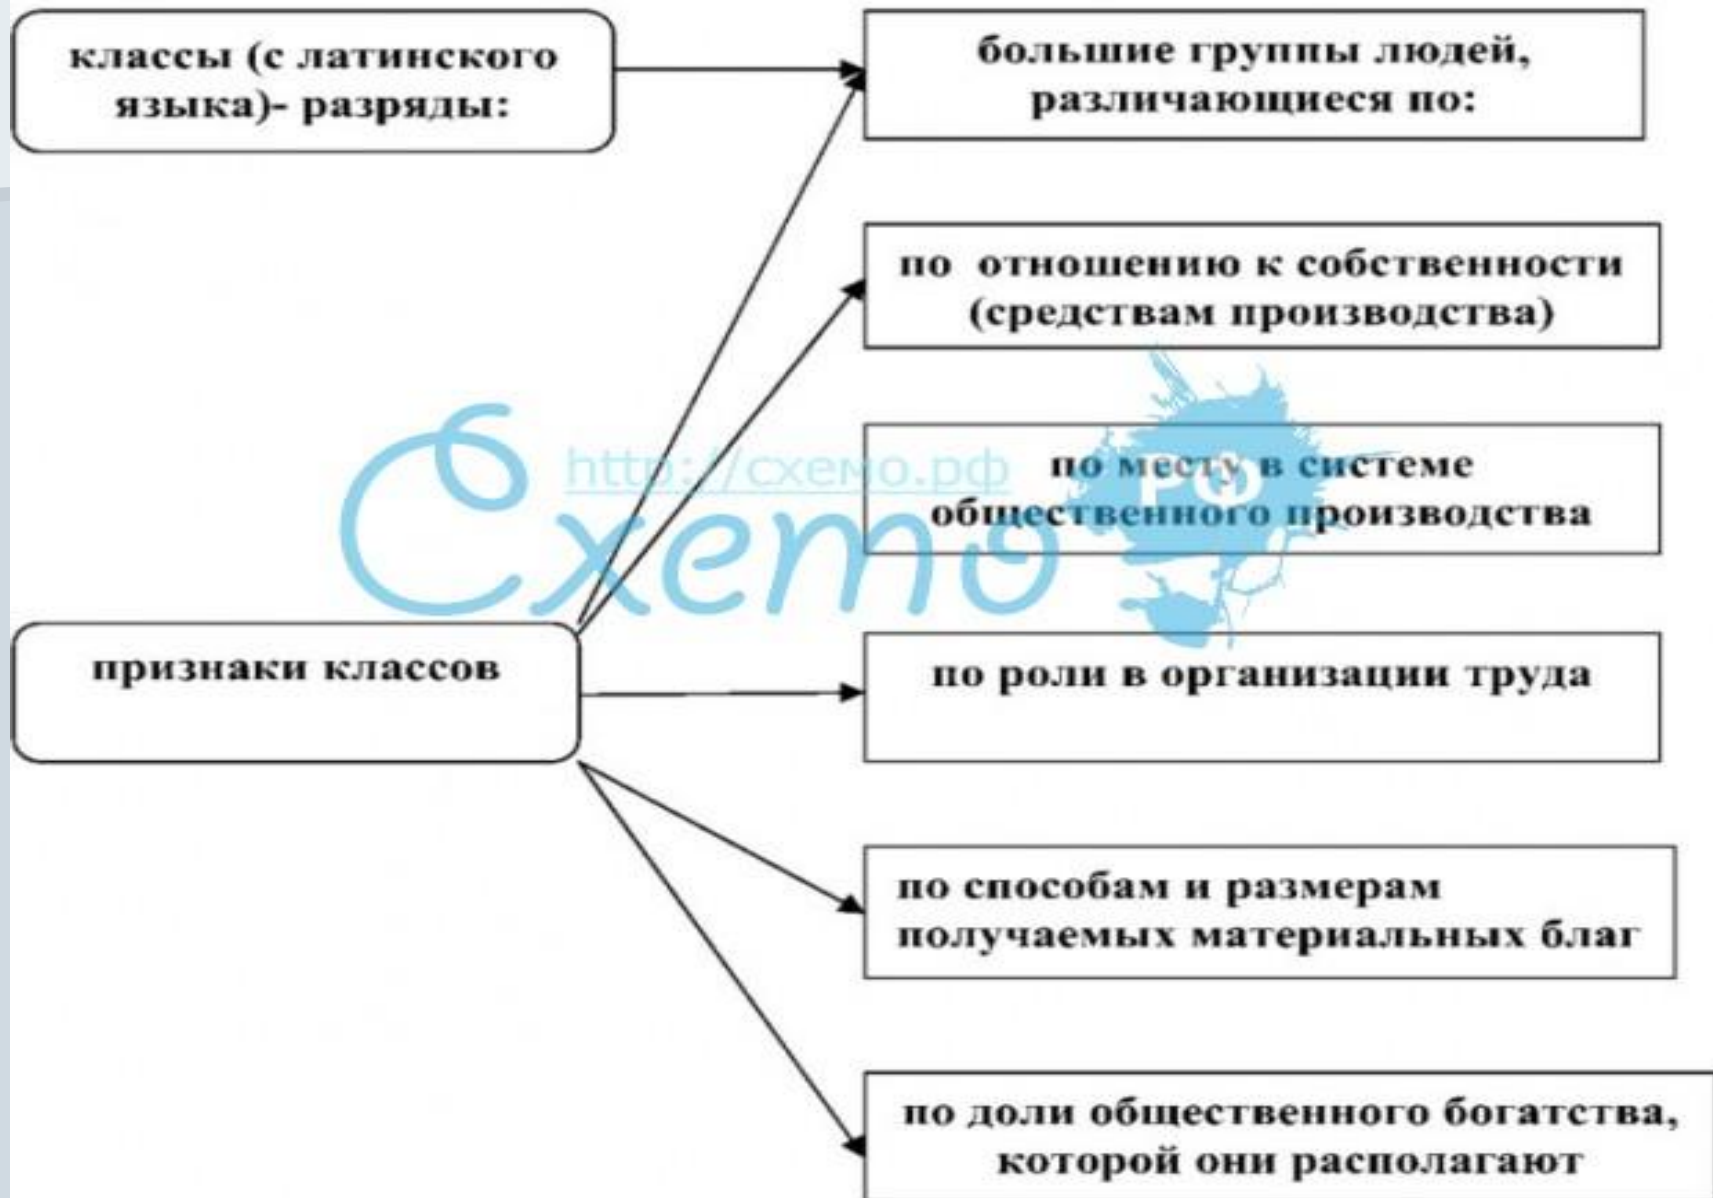 классы (с латинского
языка)- разряды:
большие группы людей,
различающиеся по:
по отношению к собственности
(средствам производства)
http://схемо.рф
по месту в системе
общественного производства
Схемо РФ
признаки классов
по роли в организации труда
по способам и размерам
получаемых материальных благ
по доли общественного богатства,
которой они располагают